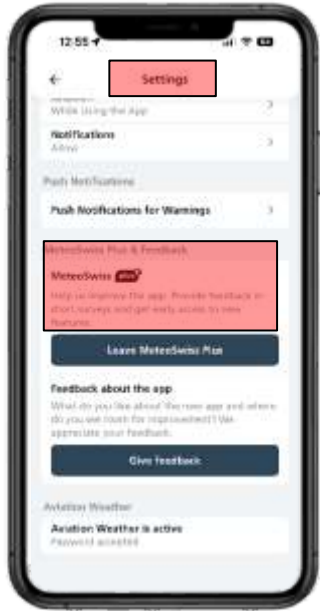 12:55
Settings
While Using the App
Notifications
Allow
Push Notifications
Push Notifications for Warnings
MeteoSwiss Plus & Feedback
MeteoSwiss plus
Help us improve the app. Provide feedback in
short surveys and get early access to new
features.
Leave MeteoSwiss Plus
Feedback about the app
What do you like about the new app and where
do you see room for improvement? We
appreciate your feedback.
Give feedback
Aviation Weather
Aviation Weather is active
Password accepted